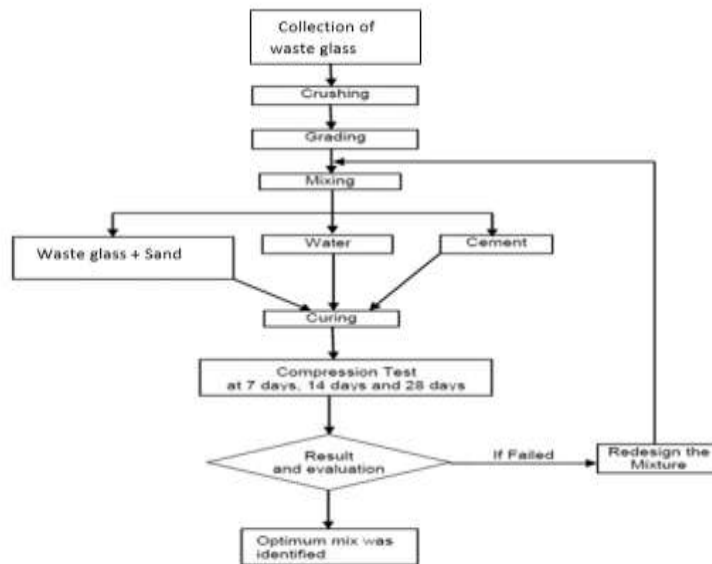 Collection of
waste glass
Crushing
Grading
Mixing
Waste glass + Sand
Water
Cement
Curing
Compression Test
at 7 days, 14 days and 28 days
Result
and evaluation
If Failed
Redesign the
Mixture
Optimum mix was
identified